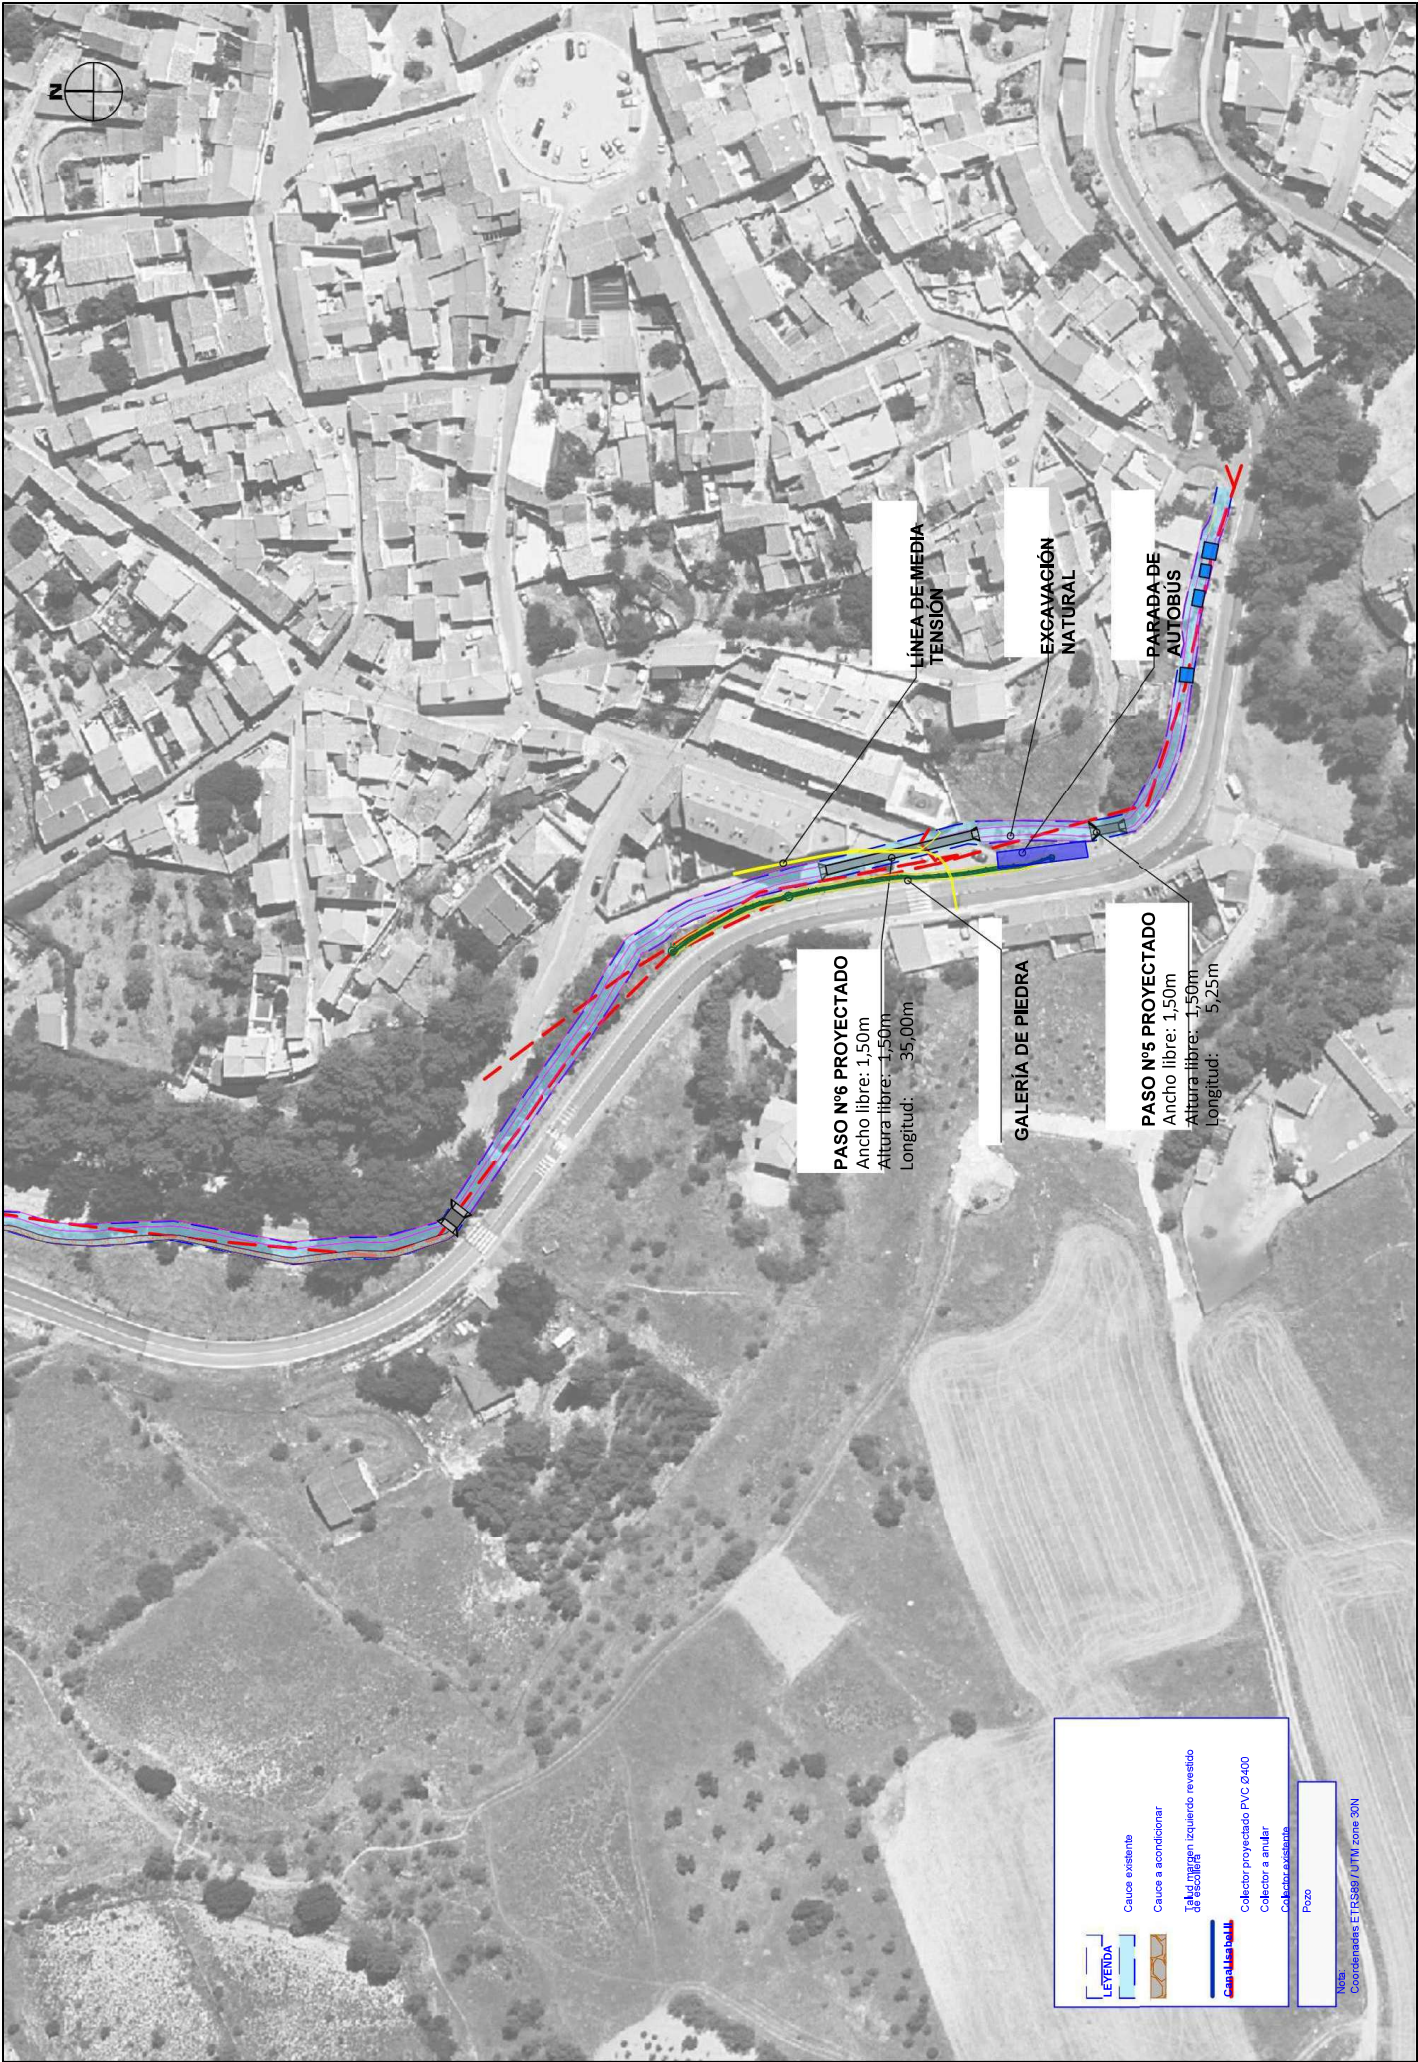 N
LÍNEA DE MEDIA
TENSIÓN
EXCAVACIÓN
NATURAL
PARADA DE
AUTOBÚS
PASO Nº6 PROYECTADO
Ancho libre: 1,50m
Altura libre: 1,50m
Longitud: 35,00m
GALERÍA DE PIEDRA
PASO Nº5 PROYECTADO
Ancho libre: 1,50m
Altura libre: 1,50m
Longitud: 5,25m
LEYENDA
Cauce existente
Cauce a acondicionar
Talud margen izquierdo revestido
de escollera
Canal Isabel II
Colector proyectado PVC Ø400
Colector a anular
Colector existente
Pozo
Nota:
Coordenadas ETRS89 / UTM zone 30N